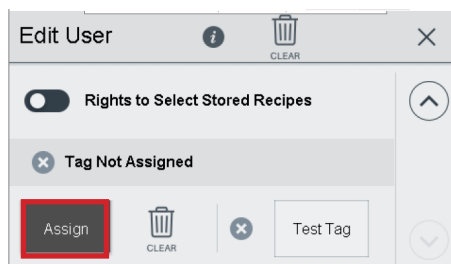 Edit User i CLEAR
Rights to Select Stored Recipes
Tag Not Assigned
Assign CLEAR Test Tag